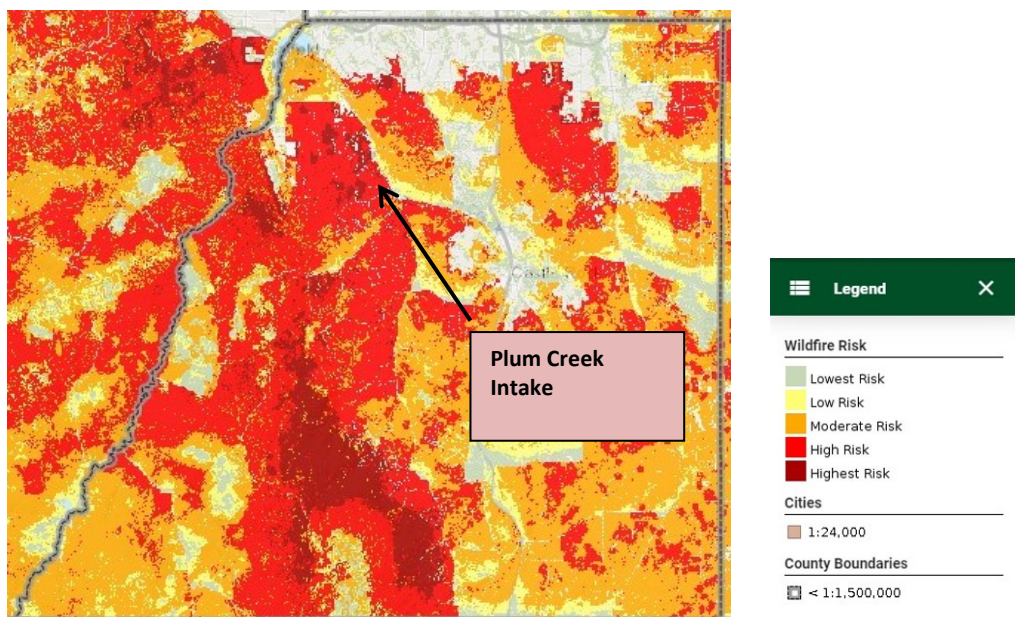 Plum Creek
Intake
Legend
Wildfire Risk
Lowest Risk
Low Risk
Moderate Risk
High Risk
Highest Risk
Cities
1:24,000
County Boundaries
< 1:1,500,000